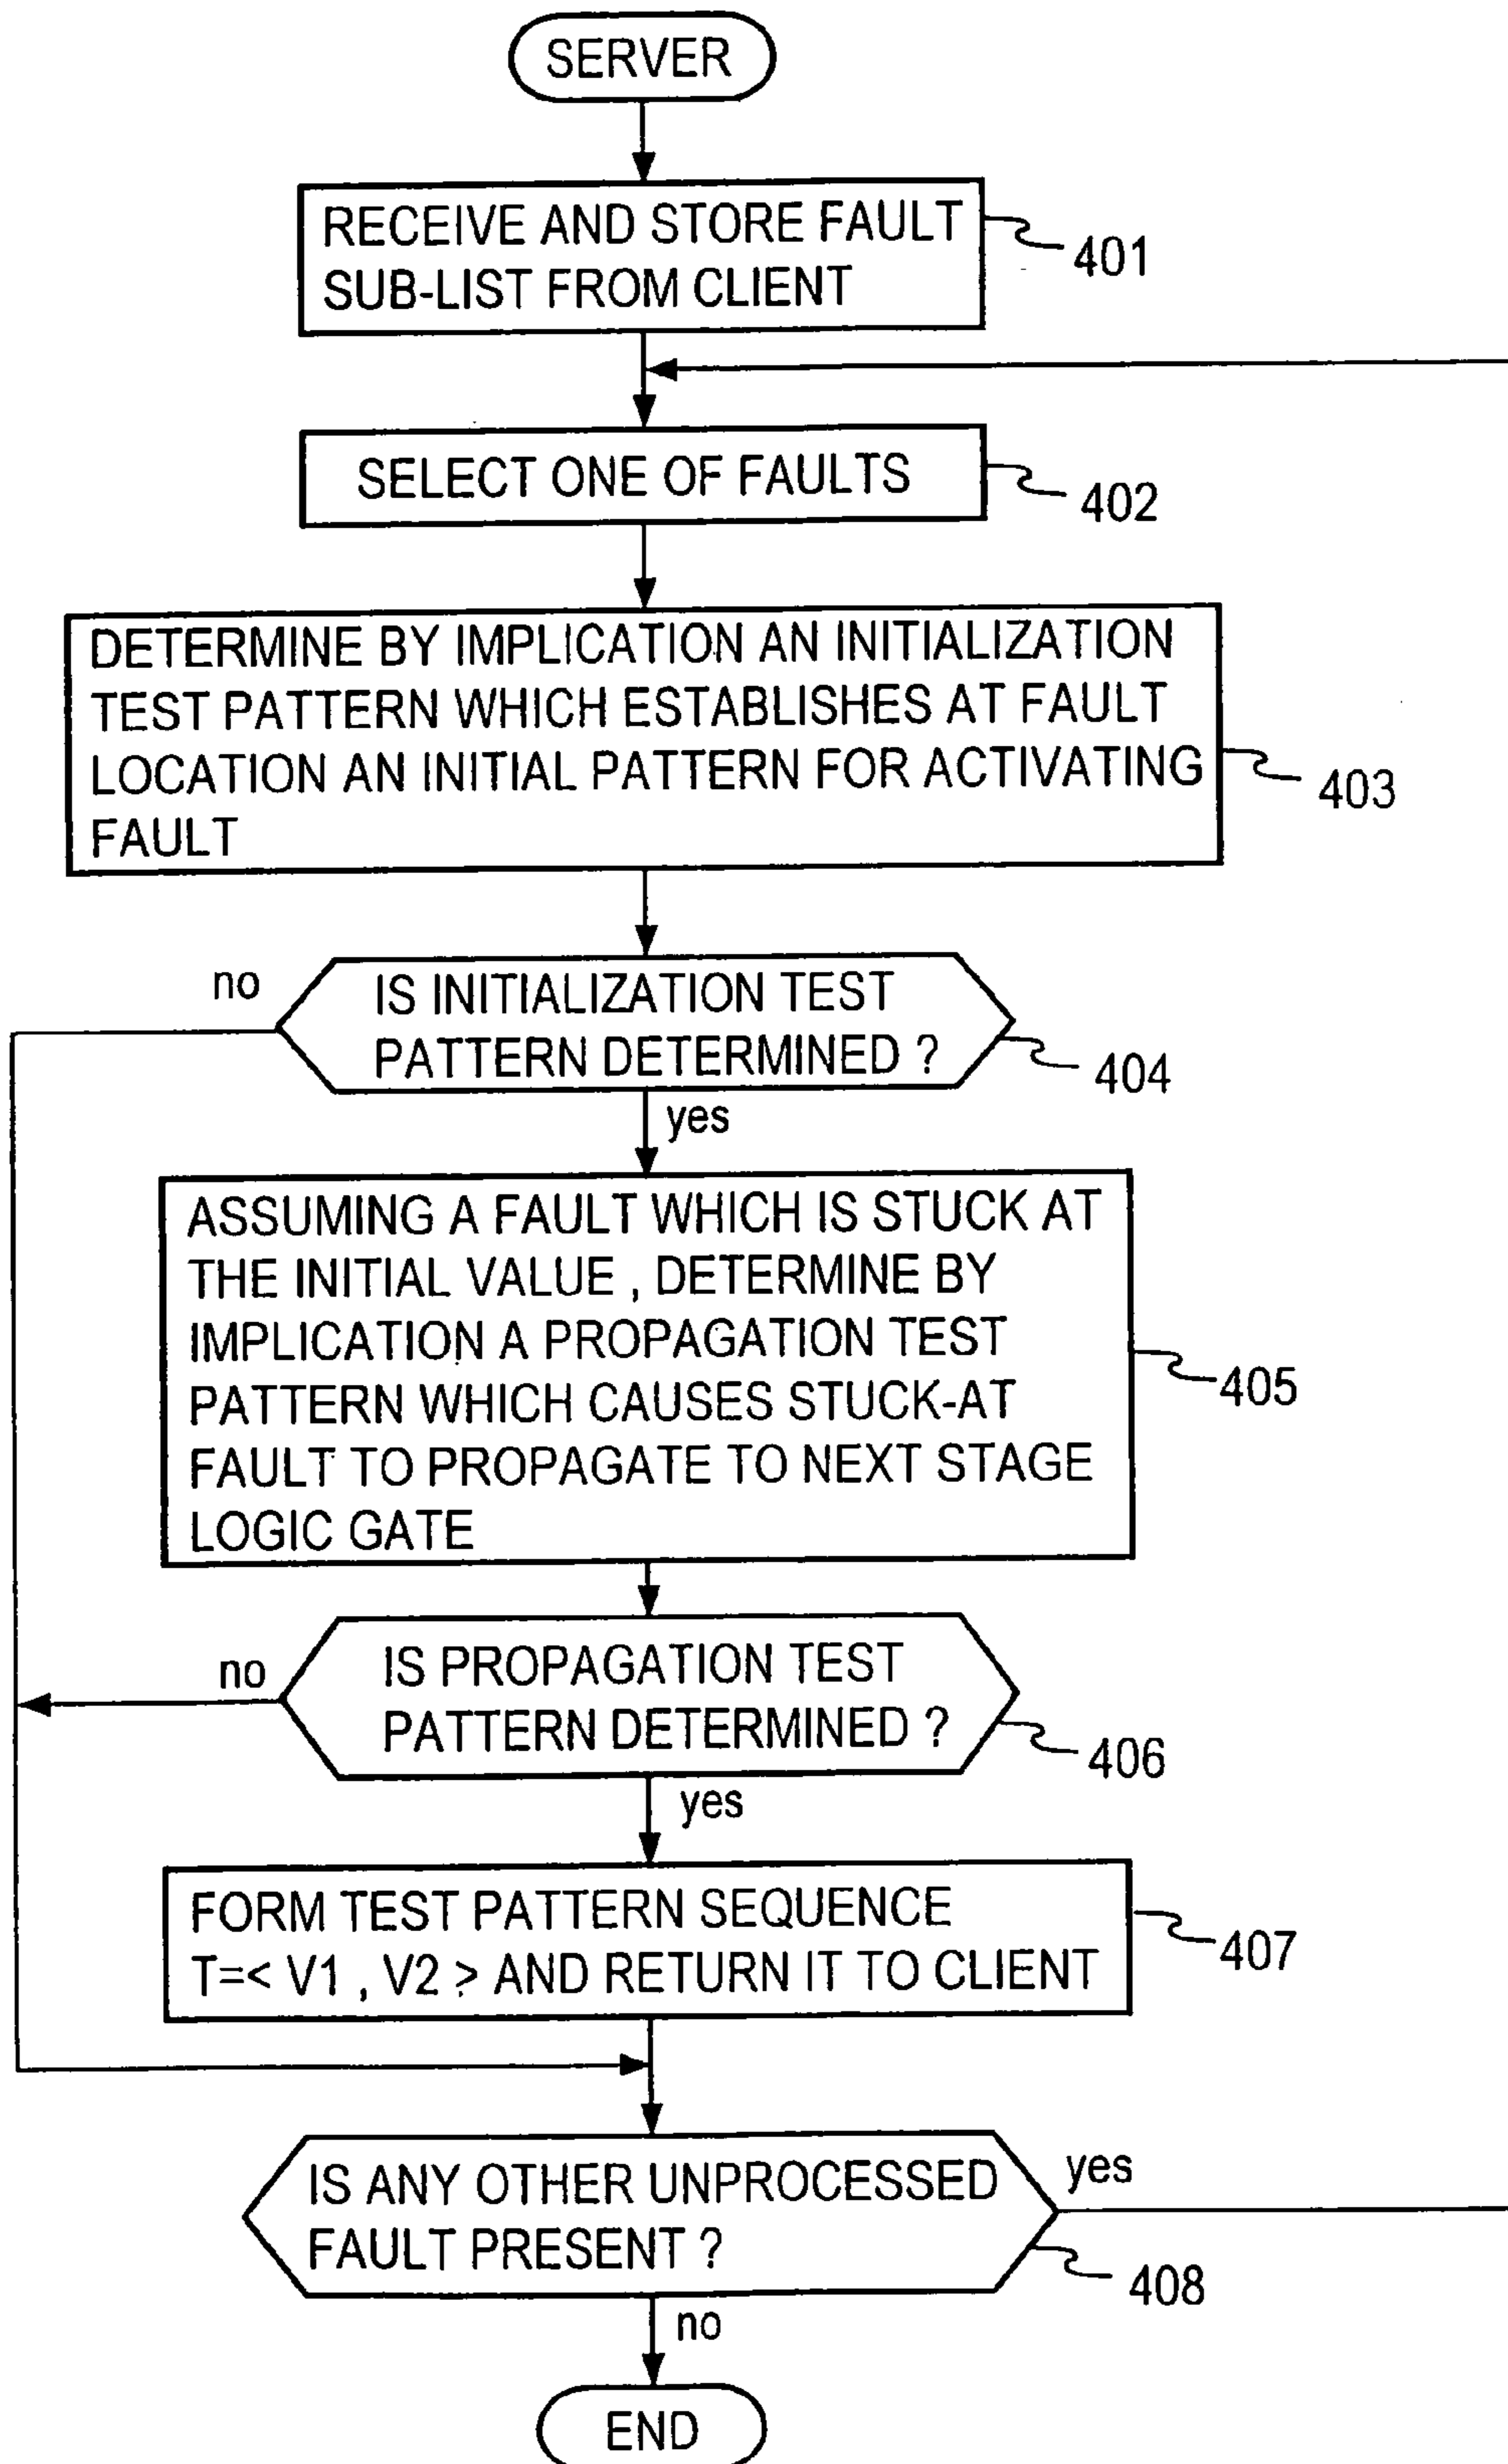 SERVER
RECEIVE AND STORE FAULT
SUB-LIST FROM CLIENT
401
SELECT ONE OF FAULTS
402
DETERMINE BY IMPLICATION AN INITIALIZATION
TEST PATTERN WHICH ESTABLISHES AT FAULT
LOCATION AN INITIAL PATTERN FOR ACTIVATING
FAULT
403
no
IS INITIALIZATION TEST
PATTERN DETERMINED ?
404
yes
ASSUMING A FAULT WHICH IS STUCK AT
THE INITIAL VALUE , DETERMINE BY
IMPLICATION A PROPAGATION TEST
PATTERN WHICH CAUSES STUCK-AT
FAULT TO PROPAGATE TO NEXT STAGE
LOGIC GATE
405
no
IS PROPAGATION TEST
PATTERN DETERMINED ?
406
yes
FORM TEST PATTERN SEQUENCE
T=< V1 , V2 > AND RETURN IT TO CLIENT
407
IS ANY OTHER UNPROCESSED
FAULT PRESENT ?
yes
408
no
END